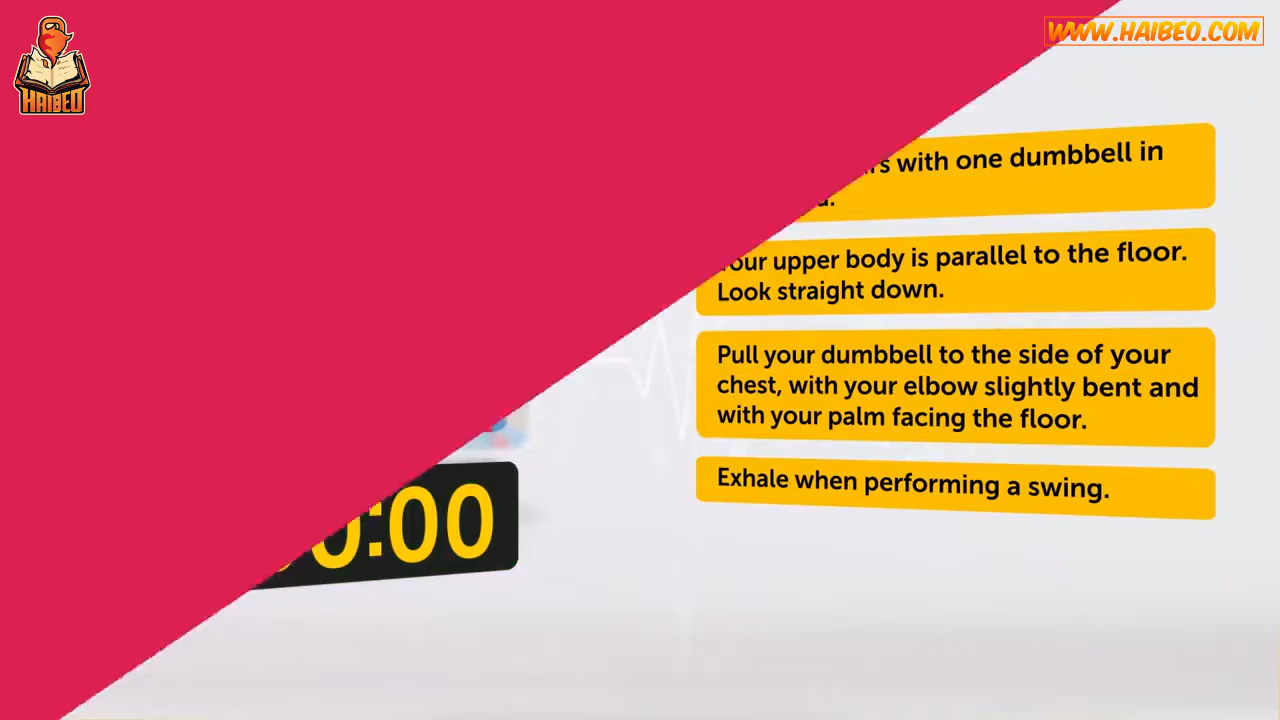 HAIBEO
WWW.HAIBEO.COM
with one dumbbell in
upper body is parallel to the floor.
Look straight down.
Pull your dumbbell to the side of your
chest, with your elbow slightly bent and
with your palm facing the floor.
Exhale when performing a swing.
0:00